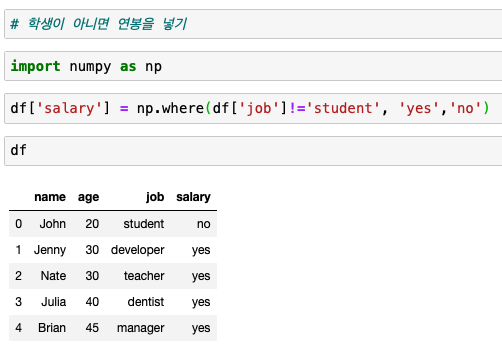 # 학생이 아니면 연봉을 넣기
import numpy as np
df['salary'] = np.where(df['job']!='student', 'yes','no')
df
name age job salary
0 John 20 student no
1 Jenny 30 developer yes
2 Nate 30 teacher yes
3 Julia 40 dentist yes
4 Brian 45 manager yes